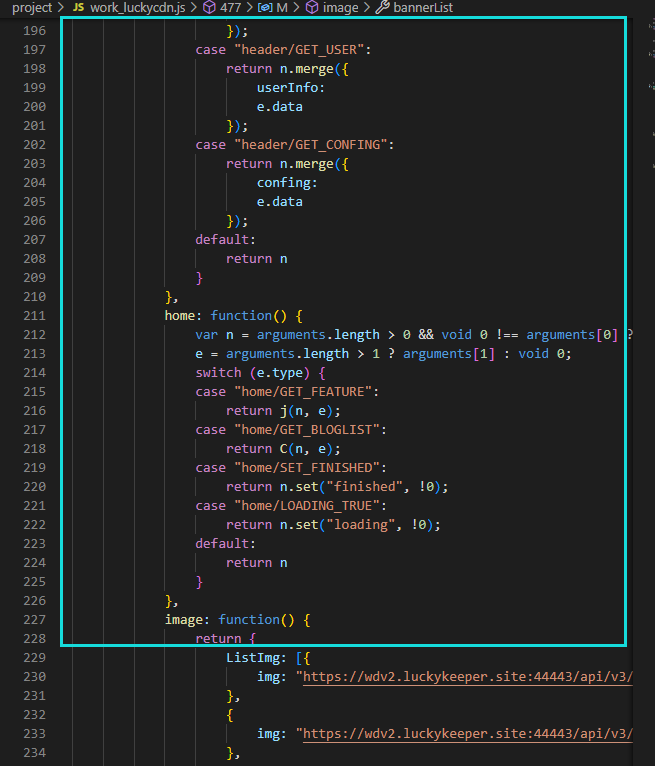 project > JS work_luckycdn.js > 477 > M > image > bannerList
196 });
197 case "header/GET_USER":
198 return n.merge({
199 userInfo:
200 e.data
201 });
202 case "header/GET_CONFING":
203 return n.merge({
204 confing:
205 e.data
206 });
207 default:
208 return n
209 }
210 },
211 home: function() {
212 var n = arguments.length > 0 && void 0 !== arguments[0] ?
213 e = arguments.length > 1 ? arguments[1] : void 0;
214 switch (e.type) {
215 case "home/GET_FEATURE":
216 return j(n, e);
217 case "home/GET_BLOGLIST":
218 return C(n, e);
219 case "home/SET_FINISHED":
220 return n.set("finished", !0);
221 case "home/LOADING_TRUE":
222 return n.set("loading", !0);
223 default:
224 return n
225 }
226 },
227 image: function() {
228 return {
229 ListImg: [{
230 img: "https://wdv2.luckykeeper.site:44443/api/v3/
231 },
232 {
233 img: "https://wdv2.luckykeeper.site:44443/api/v3/
234 },